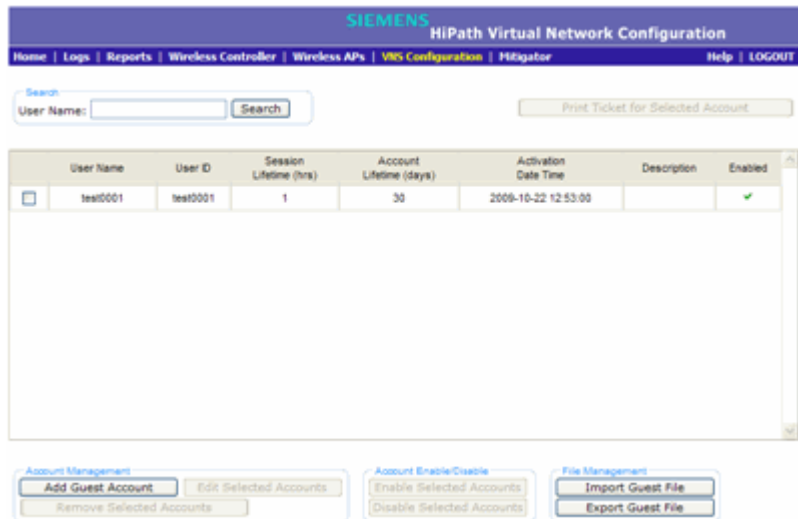 SIEMENS
HiPath Virtual Network Configuration
Home | Logs | Reports | Wireless Controller | Wireless APs | VNS Configuration | Mitigator Help | LOGOUT
Search
User Name: Search Print Ticket for Selected Account
User Name User ID Session Lifetime (hrs) Account Lifetime (days) Activation Date Time Description Enabled
test0001 test0001 1 30 2009-10-22 12:53:00
Account Management Account Enable/Disable File Management
Add Guest Account Edit Selected Accounts Enable Selected Accounts Import Guest File
Remove Selected Accounts Disable Selected Accounts Export Guest File